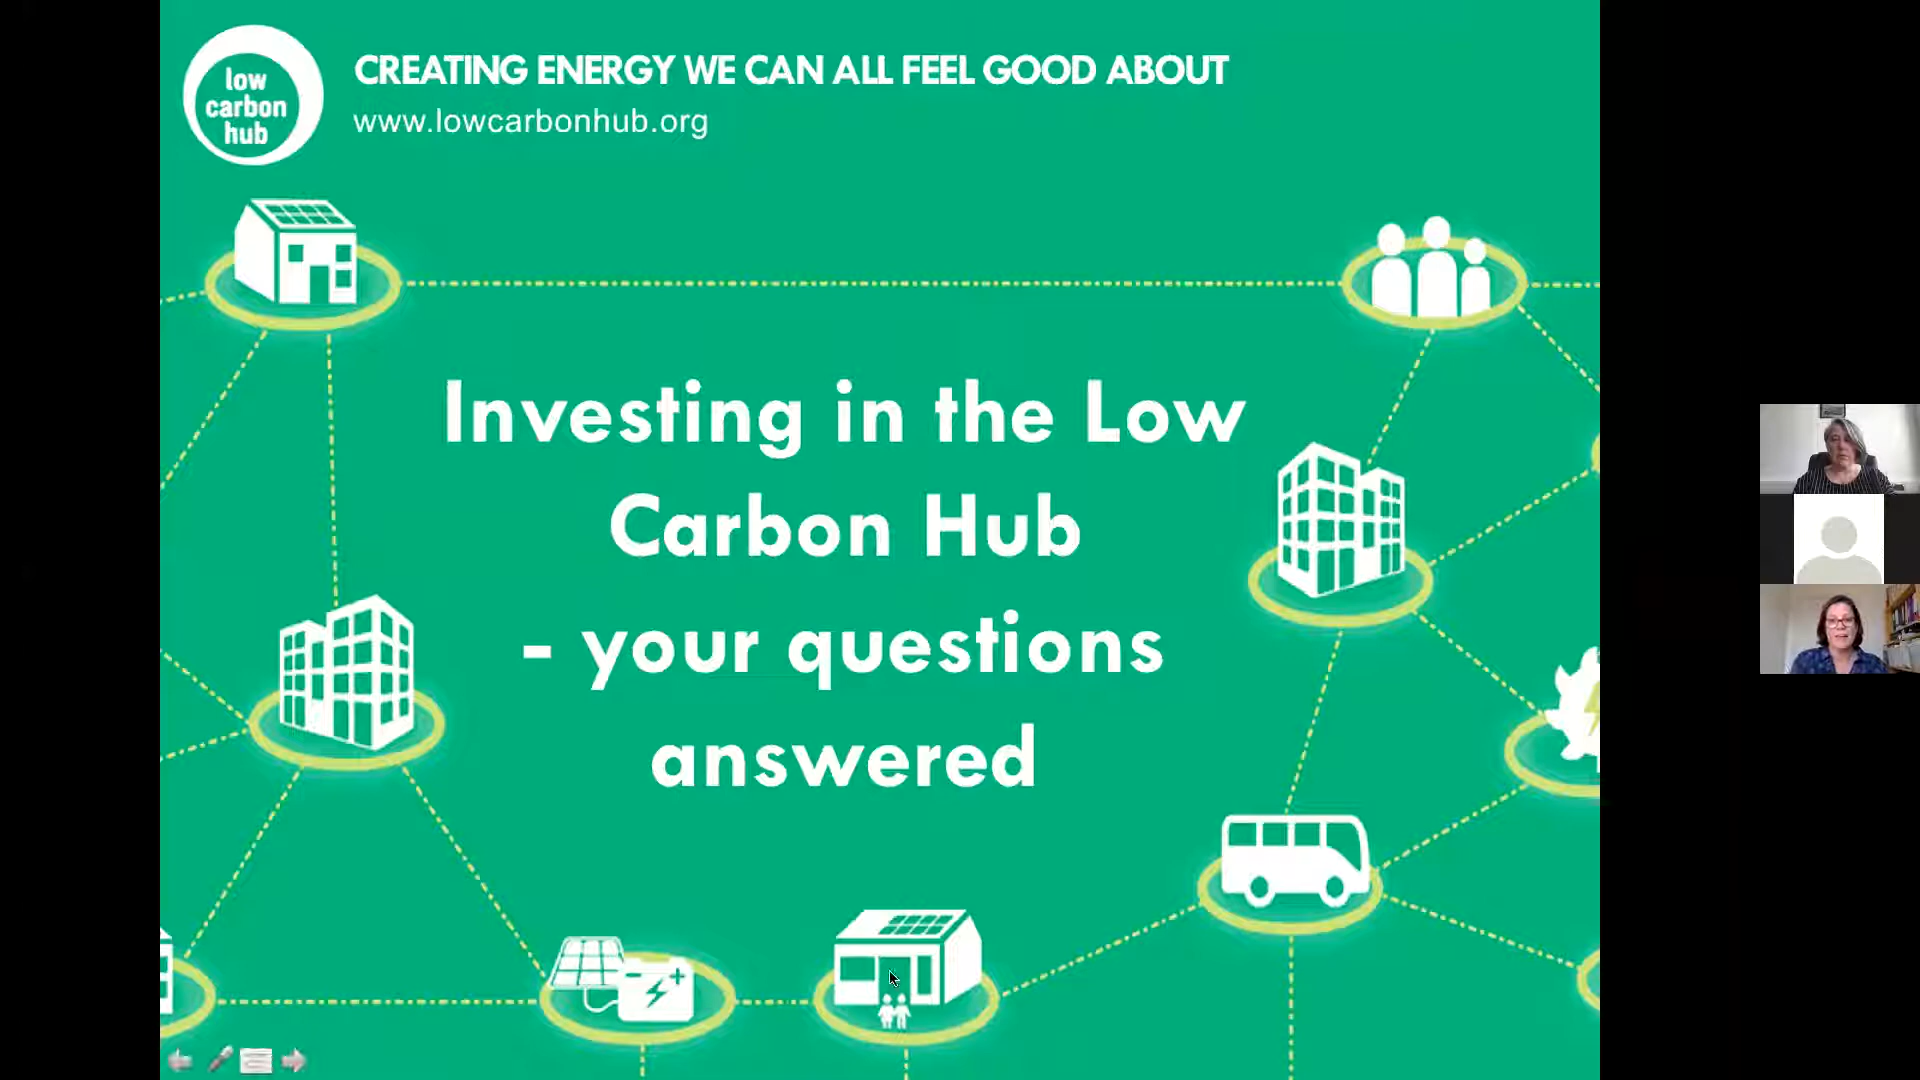 low
carbon
hub
CREATING ENERGY WE CAN ALL FEEL GOOD ABOUT
www.lowcarbonhub.org
Investing in the Low
Carbon Hub
- your questions
answered